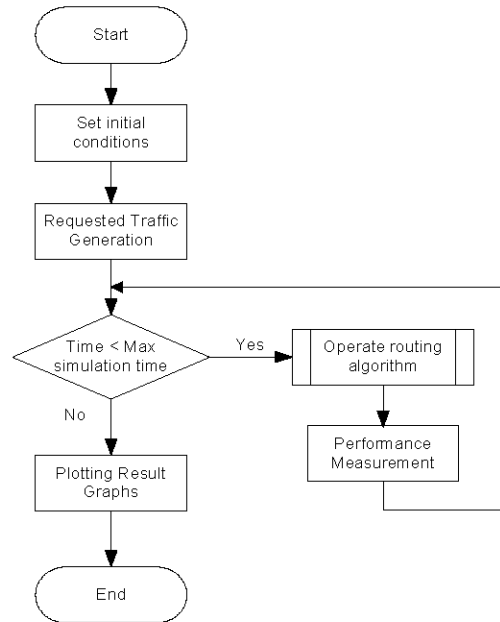 Start
Set initial
conditions
Requested Traffic
Generation
Time < Max
simulation time
Yes
Operate routing
algorithm
No
Performance
Measurement
Plotting Result
Graphs
End